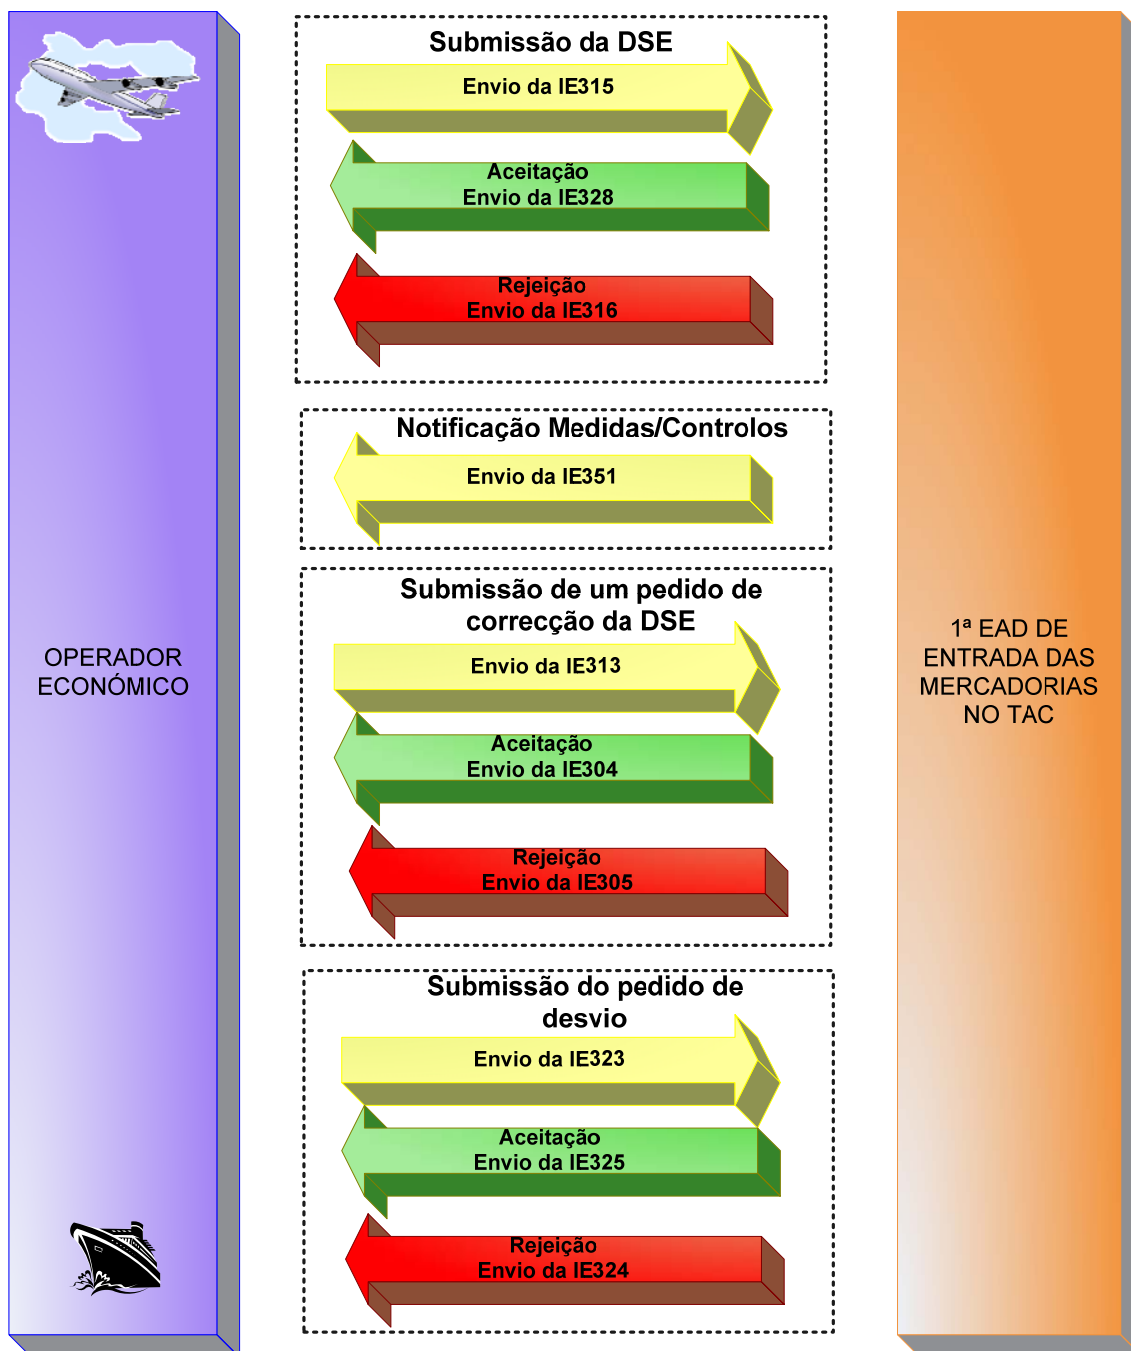 Submissão da DSE
Envio da IE315
Aceitação
Envio da IE328
Rejeição
Envio da IE316
Notificação Medidas/Controlos
Envio da IE351
Submissão de um pedido de
correcção da DSE
Envio da IE313
Aceitação
Envio da IE304
Rejeição
Envio da IE305
Submissão do pedido de
desvio
Envio da IE323
Aceitação
Envio da IE325
Rejeição
Envio da IE324
OPERADOR
ECONÓMICO
1ª EAD DE
ENTRADA DAS
MERCADORIAS
NO TAC